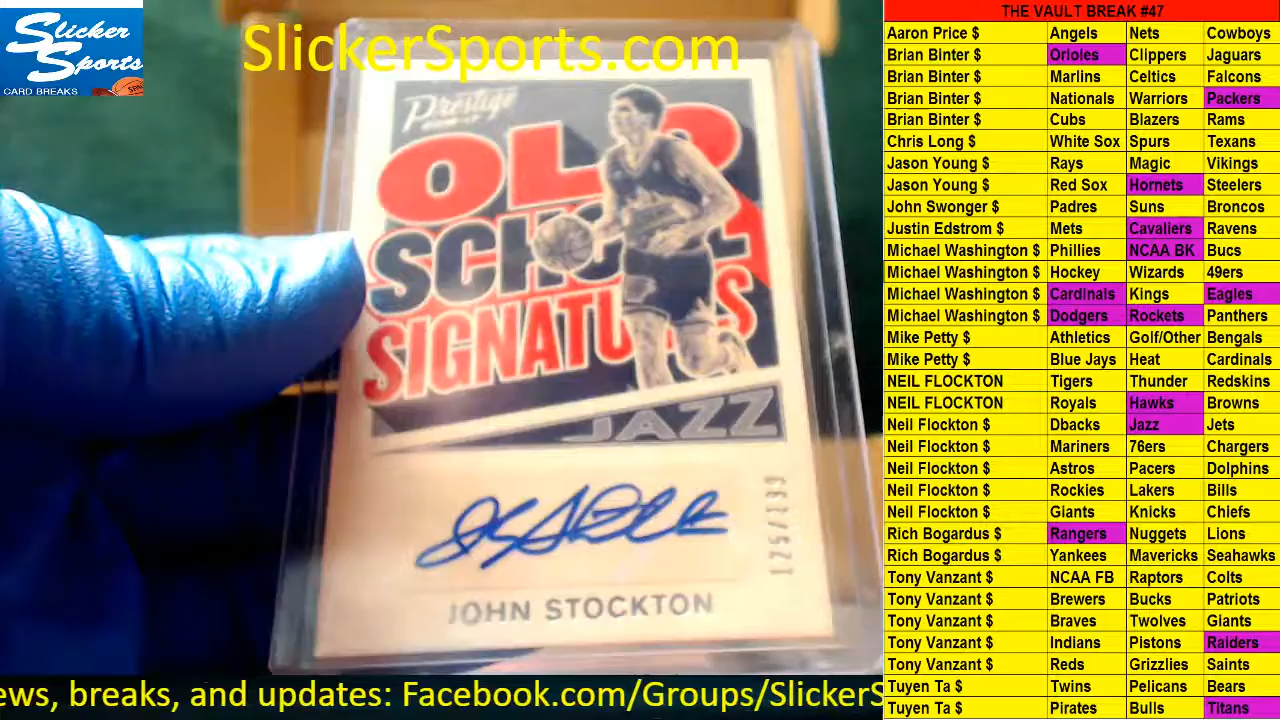 Slicker
Sports
CARD BREAKS
SlickerSports.com
Prestige
OLD
SCHOOL
SIGNATURES
JAZZ
125/199
JOHN STOCKTON
ews, breaks, and updates: Facebook.com/Groups/SlickerS
THE VAULT BREAK #47
Aaron Price $ Angels Nets Cowboys
Brian Binter $ Orioles Clippers Jaguars
Brian Binter $ Marlins Celtics Falcons
Brian Binter $ Nationals Warriors Packers
Brian Binter $ Cubs Blazers Rams
Chris Long $ White Sox Spurs Texans
Jason Young $ Rays Magic Vikings
Jason Young $ Red Sox Hornets Steelers
John Swonger $ Padres Suns Broncos
Justin Edstrom $ Mets Cavaliers Ravens
Michael Washington $ Phillies NCAA BK Bucs
Michael Washington $ Hockey Wizards 49ers
Michael Washington $ Cardinals Kings Eagles
Michael Washington $ Dodgers Rockets Panthers
Mike Petty $ Athletics Golf/Other Bengals
Mike Petty $ Blue Jays Heat Cardinals
NEIL FLOCKTON Tigers Thunder Redskins
NEIL FLOCKTON Royals Hawks Browns
Neil Flockton $ Dbacks Jazz Jets
Neil Flockton $ Mariners 76ers Chargers
Neil Flockton $ Astros Pacers Dolphins
Neil Flockton $ Rockies Lakers Bills
Neil Flockton $ Giants Knicks Chiefs
Rich Bogardus $ Rangers Nuggets Lions
Rich Bogardus $ Yankees Mavericks Seahawks
Tony Vanzant $ NCAA FB Raptors Colts
Tony Vanzant $ Brewers Bucks Patriots
Tony Vanzant $ Braves Twolves Giants
Tony Vanzant $ Indians Pistons Raiders
Tony Vanzant $ Reds Grizzlies Saints
Tuyen Ta $ Twins Pelicans Bears
Tuyen Ta $ Pirates Bulls Titans